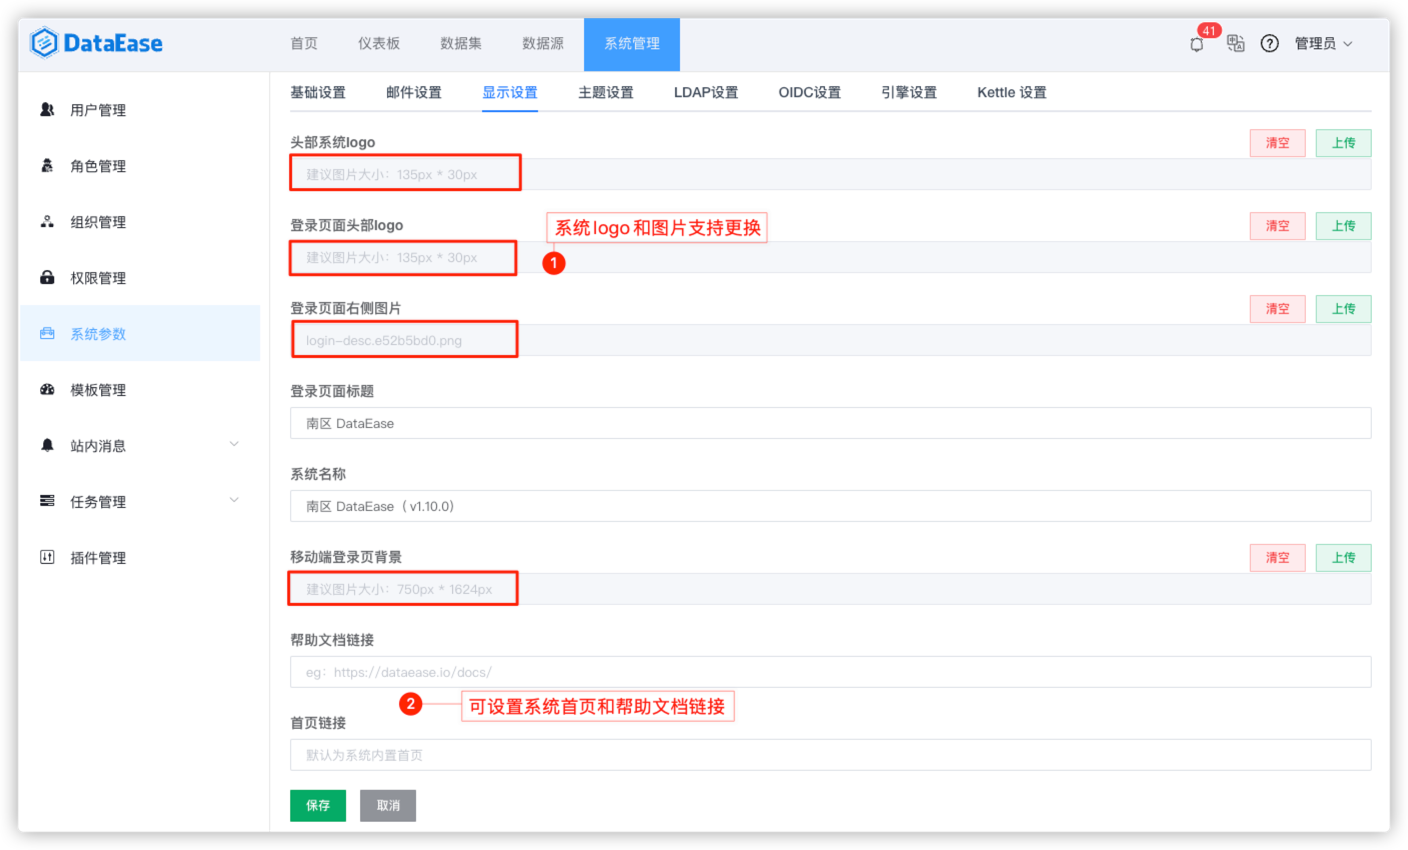 DataEase
首页 仪表板 数据集 数据源 系统管理
41
管理员
用户管理
角色管理
组织管理
权限管理
系统参数
模板管理
站内消息
任务管理
插件管理
基础设置 邮件设置 显示设置 主题设置 LDAP设置 OIDC设置 引擎设置 Kettle 设置
头部系统logo 清空 上传
建议图片大小：135px * 30px
登录页面头部logo 清空 上传
系统logo和图片支持更换
建议图片大小：135px * 30px
1
登录页面右侧图片 清空 上传
login-desc.e52b5bd0.png
登录页面标题
南区 DataEase
系统名称
南区 DataEase（ v1.10.0)
移动端登录页背景 清空 上传
建议图片大小：750px * 1624px
帮助文档链接
eg：https://dataease.io/docs/
2 可设置系统首页和帮助文档链接
首页链接
默认为系统内置首页
保存 取消